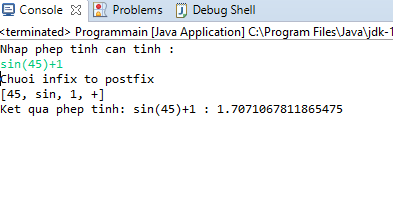 Console Problems Debug Shell
<terminated> Programmain [Java Application] C:\Program Files\Java\jdk-1
Nhap phep tinh can tinh :
sin(45)+1
Chuoi infix to postfix
[45, sin, 1, +]
Ket qua phep tinh: sin(45)+1 : 1.7071067811865475